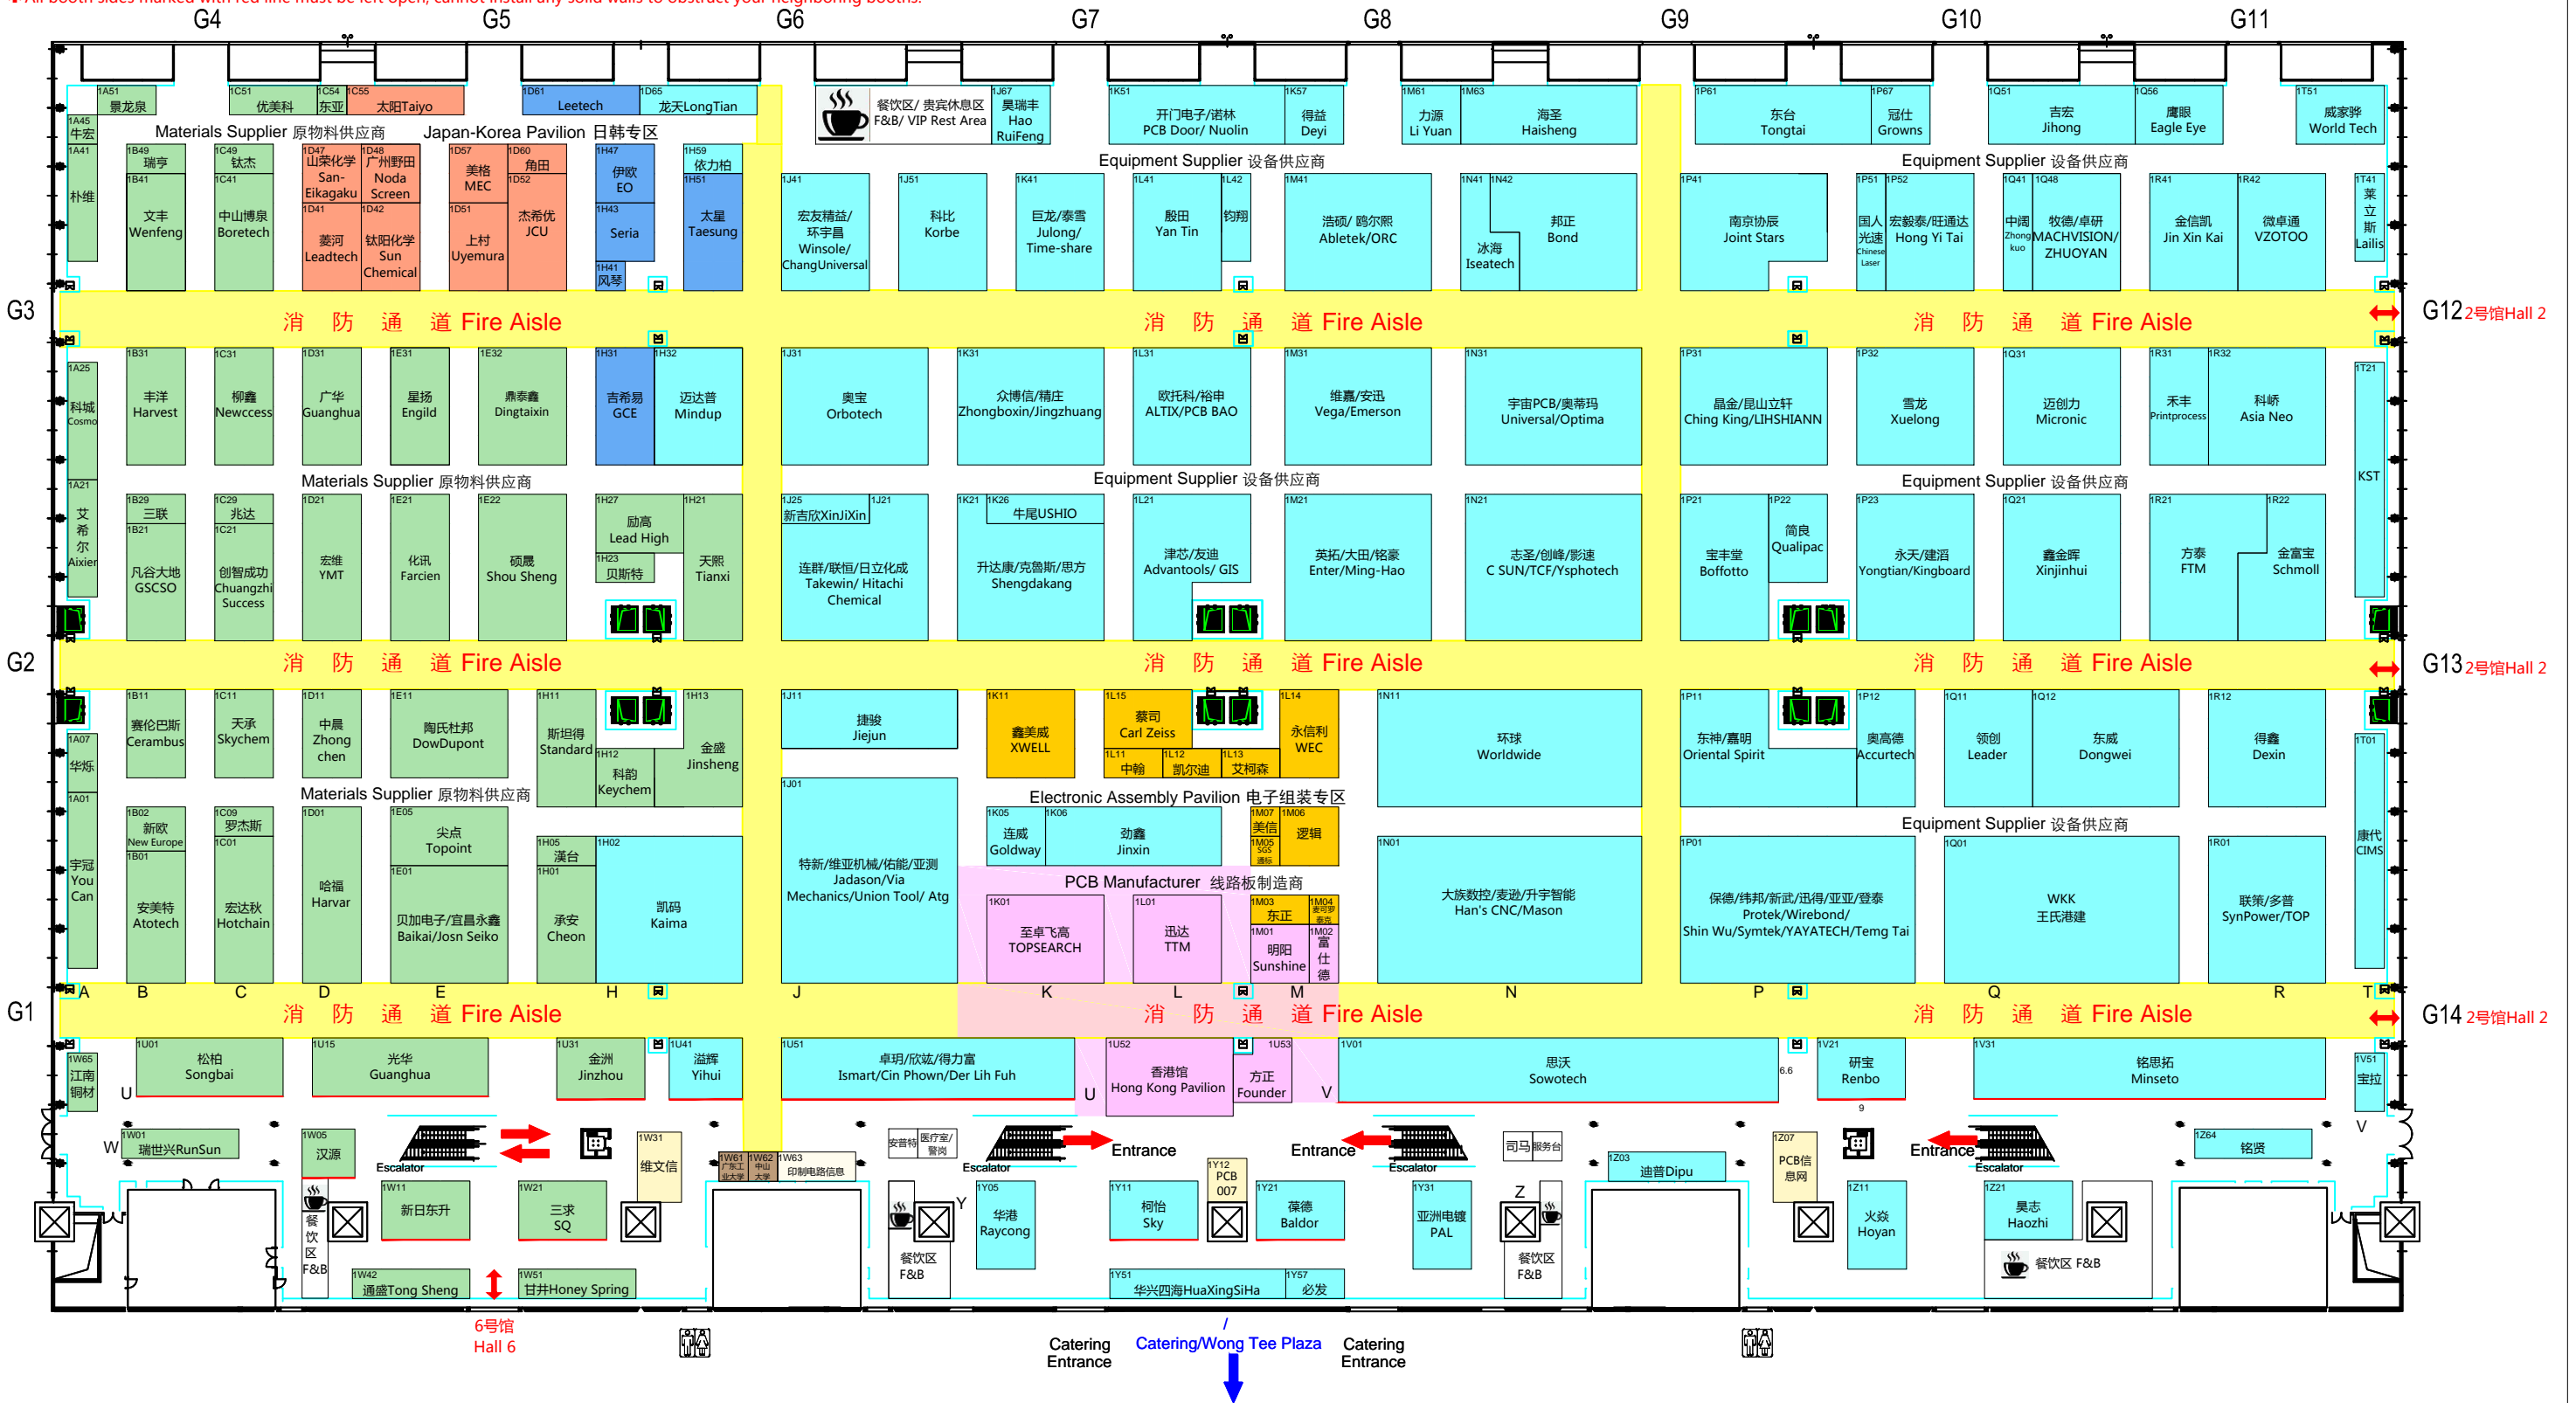 All booth sides marked with red line must be left open, cannot install any solid walls to obstruct your neighboring booths.
G4 G5 G6 G7 G8 G9 G10 G11
1A51 景龙泉
1C51 优美科
1C54 东亚
1C55 太阳Taiyo
1D61 Leetech
1D65 龙天LongTian
餐饮区/ 贵宾休息区
F&B/ VIP Rest Area
1J67 昊瑞丰 Hao RuiFeng
1K51 开门电子/诺林 PCB Door/ Nuolin
1K57 得益 Deyi
1M61 力源 Li Yuan
1M63 海圣 Haisheng
1P61 东台 Tongtai
1P67 冠仕 Growns
1Q51 吉宏 Jihong
1Q56 鹰眼 Eagle Eye
1T51 威家骅 World Tech
1A45 牛宏
Materials Supplier 原物料供应商
Japan-Korea Pavilion 日韩专区
Equipment Supplier 设备供应商
Equipment Supplier 设备供应商
1A41 朴维
1B49 瑞亨
1B41 文丰 Wenfeng
1C49 钛杰
1C41 中山博泉 Boretech
1D47 山荣化学 San-Eikagaku
1D48 广州野田 Noda Screen
1D41 菱河 Leadtech
1D42 钛阳化学 Sun Chemical
1D57 美格 MEC
1D60 角田
1D51 上村 Uyemura
1D52 杰希优 JCU
1H47 伊欧 EO
1H43 Seria
1H41 风琴
1H59 依力柏
1H51 太星 Taesung
1J41 宏友精益/ 环宇昌 Winsole/ ChangUniversal
1J51 科比 Korbe
1K41 巨龙/泰雪 Julong/ Time-share
1L41 殷田 Yan Tin
1L42 钧翔
1M41 浩硕/ 鸥尔熙 Abletek/ORC
1N41 冰海 Iseatech
1N42 邦正 Bond
1P41 南京协辰 Joint Stars
1P51 国人光速 Chinese Laser
1P52 宏毅泰/旺通达 Hong Yi Tai
1Q41 中阔 Zhong kuo
1Q48 牧德/卓研 MACHVISION/ ZHUOYAN
1R41 金信凯 Jin Xin Kai
1R42 微卓通 VZOTOO
1T41 莱立斯 Lailis
G3
消 防 通 道 Fire Aisle
消 防 通 道 Fire Aisle
消 防 通 道 Fire Aisle
G12 2号馆Hall 2
1A25 科城 Cosmo
1B31 丰洋 Harvest
1C31 柳鑫 Newccess
1D31 广华 Guanghua
1E31 星扬 Engild
1E32 鼎泰鑫 Dingtaixin
1H31 吉希易 GCE
1H32 迈达普 Mindup
1J31 奥宝 Orbotech
1K31 众博信/精庄 Zhongboxin/Jingzhuang
1L31 欧托科/裕申 ALTIX/PCB BAO
1M31 维嘉/安迅 Vega/Emerson
1N31 宇宙PCB/奥蒂玛 Universal/Optima
1P31 晶金/昆山立轩 Ching King/LIHSHIANN
1P32 雪龙 Xuelong
1Q31 迈创力 Micronic
1R31 禾丰 Printprocess
1R32 科峤 Asia Neo
1T21 KST
Materials Supplier 原物料供应商
Equipment Supplier 设备供应商
Equipment Supplier 设备供应商
1A21 艾希尔 Aixier
1B29 三联
1B21 凡谷大地 GSCSO
1C29 兆达
1C21 创智成功 Chuangzhi Success
1D21 宏维 YMT
1E21 化讯 Farcien
1E22 硕晟 Shou Sheng
1H27 励高 Lead High
1H23 贝斯特
1H21 天熙 Tianxi
1J25 新吉欣XinJiXin
1J21 连群/联恒/日立化成 Takewin/ Hitachi Chemical
1K21 升达康/克鲁斯/思方 Shengdakang
1K26 牛尾USHIO
1L21 津芯/友迪 Advantools/ GIS
1M21 英拓/大田/铭豪 Enter/Ming-Hao
1N21 志圣/创峰/影速 C SUN/TCF/Ysphotech
1P21 宝丰堂 Boffotto
1P22 简良 Qualipac
1P23 永天/建滔 Yongtian/Kingboard
1Q21 鑫金晖 Xinjinhui
1R21 方泰 FTM
1R22 金富宝 Schmoll
G2
消 防 通 道 Fire Aisle
消 防 通 道 Fire Aisle
消 防 通 道 Fire Aisle
G13 2号馆Hall 2
1A07 华烁
1B11 赛伦巴斯 Cerambus
1C11 天承 Skychem
1D11 中晨 Zhong chen
1E11 陶氏杜邦 DowDupont
1H11 斯坦得 Standard
1H12 科韵 Keychem
1H13 金盛 Jinsheng
1J11 捷骏 Jiejun
1K11 鑫美威 XWELL
1L15 蔡司 Carl Zeiss
1L11 中翰
1L12 凯尔迪
1L13 艾柯森
1L14 永信利 WEC
1N11 环球 Worldwide
1P11 东神/嘉明 Oriental Spirit
1P12 奥高德 Accurtech
1Q11 领创 Leader
1Q12 东威 Dongwei
1R12 得鑫 Dexin
1T01 康代 CIMS
Materials Supplier 原物料供应商
Electronic Assembly Pavilion 电子组装专区
Equipment Supplier 设备供应商
1A01 宇冠 You Can
1B02 新欧 New Europe
1B01 安美特 Atotech
1C09 罗杰斯
1C01 宏达秋 Hotchain
1D01 哈福 Harvar
1E05 尖点 Topoint
1E01 贝加电子/宜昌永鑫 Baikai/Josn Seiko
1H05 漢台
1H01 承安 Cheon
1H02 凯码 Kaima
1J01 特新/维亚机械/佑能/亚测 Jadason/Via Mechanics/Union Tool/ Atg
1K05 连威 Goldway
1K06 劲鑫 Jinxin
1M07 美信
1M06 逻辑
1M05 SGS 通标
PCB Manufacturer 线路板制造商
1K01 至卓飞高 TOPSEARCH
1L01 迅达 TTM
1M03 东正
1M04 麦可罗泰克
1M01 明阳 Sunshine
1M02 富仕德
1N01 大族数控/麦逊/升宇智能 Han's CNC/Mason
1P01 保德/纬邦/新武/迅得/亚亚/登泰 Protek/Wirebond/ Shin Wu/Symtek/YAYATECH/Temg Tai
1Q01 WKK 王氏港建
1R01 联策/多普 SynPower/TOP
A B C D E H J K L M N P Q R T
G1
消 防 通 道 Fire Aisle
消 防 通 道 Fire Aisle
消 防 通 道 Fire Aisle
G14 2号馆Hall 2
1W65 江南铜材
1U01 松柏 Songbai
1U15 光华 Guanghua
1U31 金洲 Jinzhou
1U41 溢辉 Yihui
1U51 卓玥/欣竑/得力富 Ismart/Cin Phown/Der Lih Fuh
1U52 香港馆 Hong Kong Pavilion
1U53 方正 Founder
1V01 思沃 Sowotech
6.6
1V21 研宝 Renbo
9
1V31 铭思拓 Minseto
1V51 宝拉
U U V V
W
1W01 瑞世兴RunSun
1W05 汉源
Escalator
1W31 维文信
1W61 广东工业大学
1W62 中山大学
1W63 印制电路信息
安普特
医疗室/警岗
Escalator
Entrance
Entrance
Escalator
司马
服务台
1Z03 迪普Dipu
1Z07 PCB信息网
Entrance
Escalator
1Z64 铭贤
餐饮区 F&B
1W11 新日东升
1W21 三求 SQ
餐饮区 F&B
Y
1Y05 华港 Raycong
1Y11 柯怡 Sky
1Y12 PCB 007
1Y21 葆德 Baldor
1Y31 亚洲电镀 PAL
Z
餐饮区 F&B
1Z11 火焱 Hoyan
1Z21 昊志 Haozhi
餐饮区 F&B
1W42 通盛Tong Sheng
1W51 甘井Honey Spring
1Y51 华兴四海HuaXingSiHa
1Y57 必发
6号馆
Hall 6
Catering Entrance
/
Catering/Wong Tee Plaza
Catering Entrance